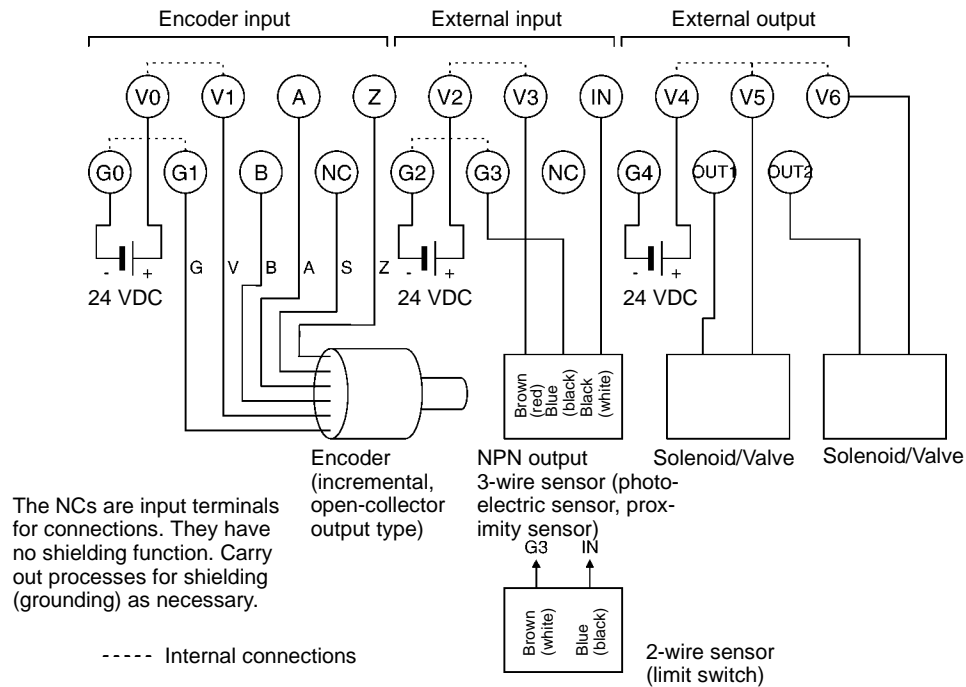 Encoder input
External input
External output
V0
V1
A
Z
V2
V3
IN
V4
V5
V6
G0
G1
B
NC
G2
G3
NC
G4
OUT1
OUT2
- +
24 VDC
G
V
B
A
S
Z
- +
24 VDC
- +
24 VDC
Brown
(red)
Blue
(black)
Black
(white)
Encoder
(incremental,
open-collector
output type)
NPN output
3-wire sensor (photo-
electric sensor, prox-
imity sensor)
Solenoid/Valve
Solenoid/Valve
The NCs are input terminals
for connections. They have
no shielding function. Carry
out processes for shielding
(grounding) as necessary.
G3
IN
Brown
(white)
Blue
(black)
2-wire sensor
(limit switch)
----- Internal connections